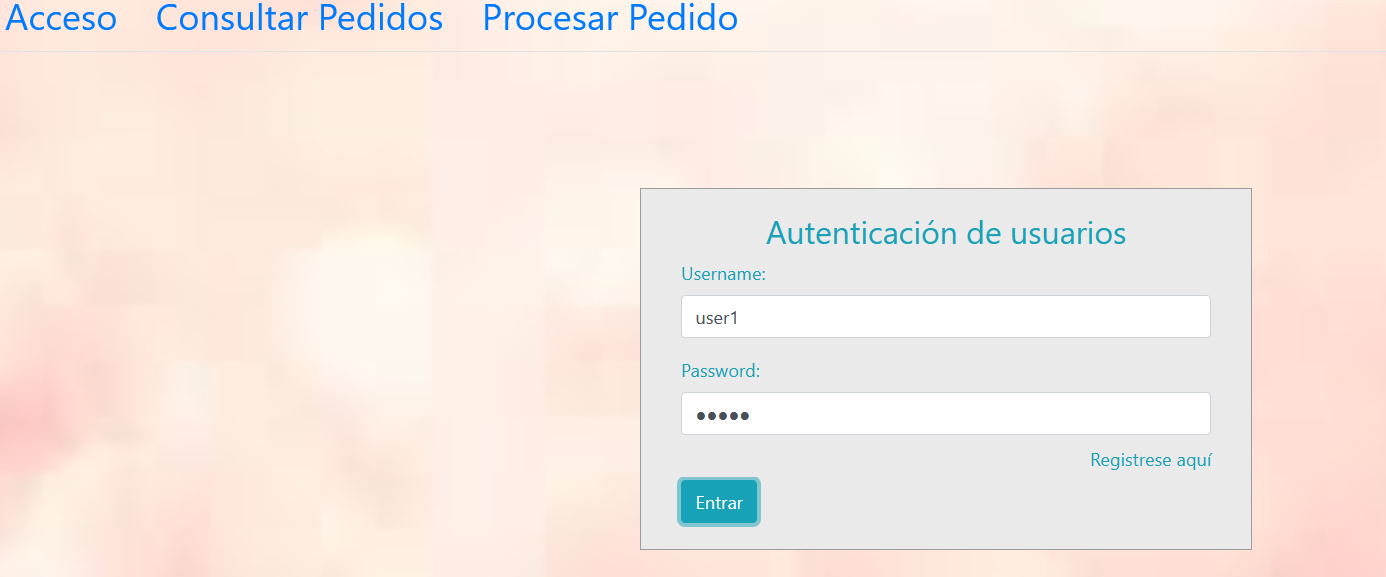 Acceso Consultar Pedidos Procesar Pedido
Autenticación de usuarios
Username:
user1
Password:
●●●●●
Registrese aquí
Entrar